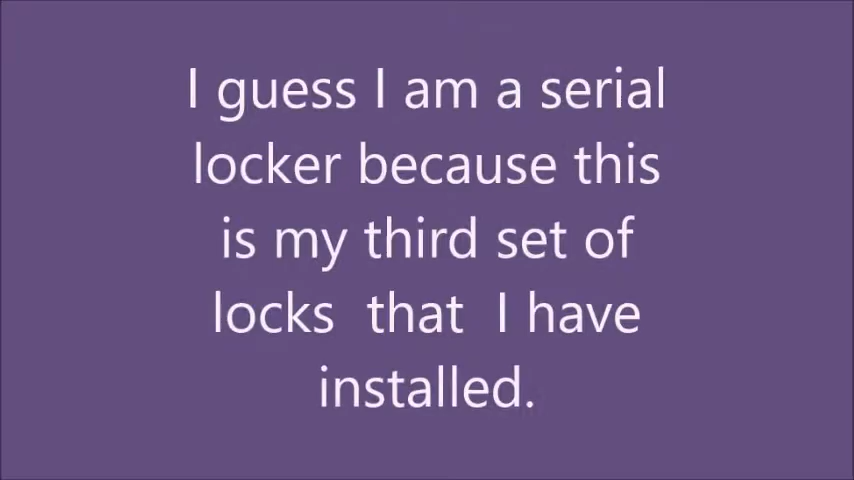 I guess I am a serial
locker because this
is my third set of
locks  that  I have
installed.